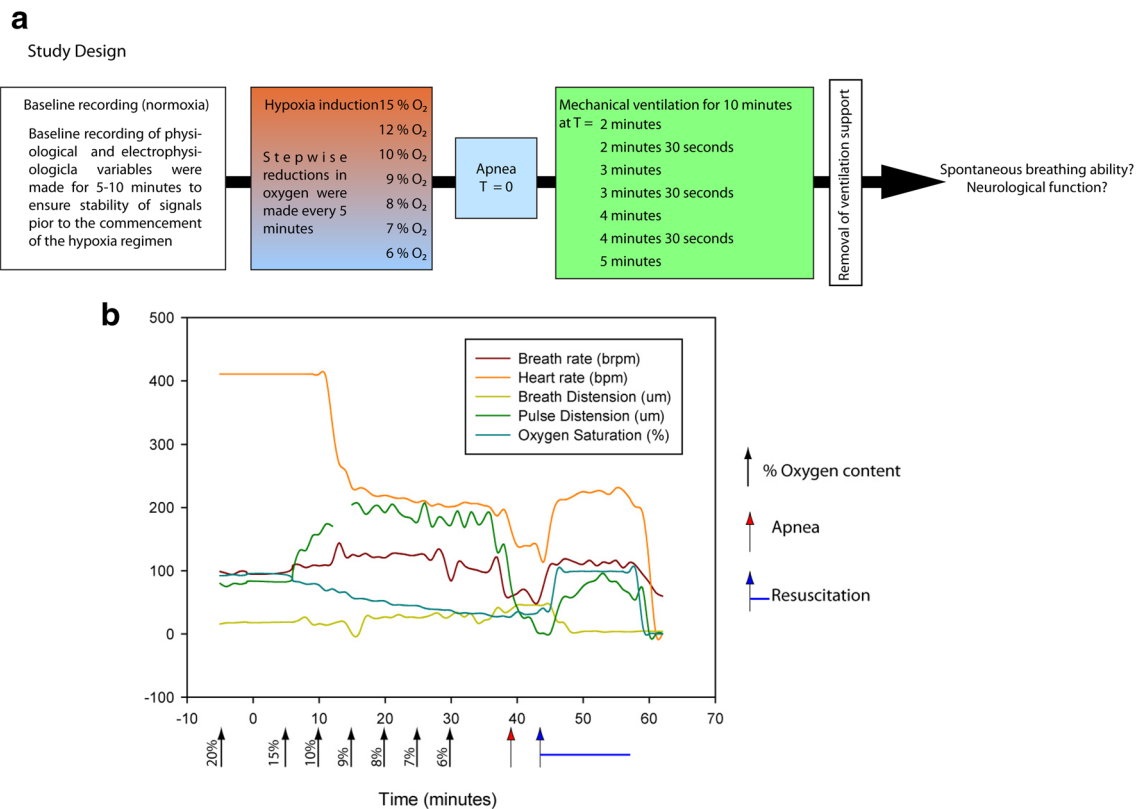 a
Study Design
Baseline recording (normoxia)
Baseline recording of physi-
ological and electrophysi-
ologicla variables were
made for 5-10 minutes to
ensure stability of signals
pior to the commencement
of the hypoxia regimen
Hypoxia induction
Stepwise
reductions in
oxygen were
made every 5
minutes
15 % O₂
12 % O₂
10 % O₂
9 % O₂
8 % O₂
7 % O₂
6 % O₂
Apnea
T = 0
Mechanical ventilation for 10 minutes
at T =
2 minutes
2 minutes 30 seconds
3 minutes
3 minutes 30 seconds
4 minutes
4 minutes 30 seconds
5 minutes
Removal of ventilation support
Spontaneous breathing ability?
Neurological function?
b
500
400
300
200
100
0
-100
Breath rate (brpm)
Heart rate (bpm)
Breath Distension (um)
Pulse Distension (um)
Oxygen Saturation (%)
% Oxygen content
Apnea
Resuscitation
-10 0 10 20 30 40 50 60 70
20% 15% 10% 9% 8% 7% 6%
Time (minutes)